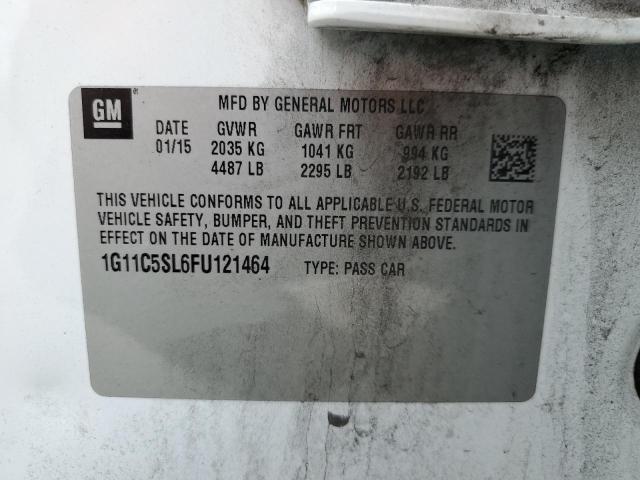 GM
MFD BY GENERAL MOTORS LLC
DATE GVWR GAWR FRT GAWR RR
01/15 2035 KG 1041 KG 994 KG
4487 LB 2295 LB 2192 LB
THIS VEHICLE CONFORMS TO ALL APPLICABLE U.S. FEDERAL MOTOR
VEHICLE SAFETY, BUMPER, AND THEFT PREVENTION STANDARDS IN
EFFECT ON THE DATE OF MANUFACTURE SHOWN ABOVE.
1G11C5SL6FU121464 TYPE: PASS CAR